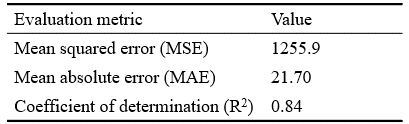 Evaluation metric Value
Mean squared error (MSE) 1255.9
Mean absolute error (MAE) 21.70
Coefficient of determination (R²) 0.84